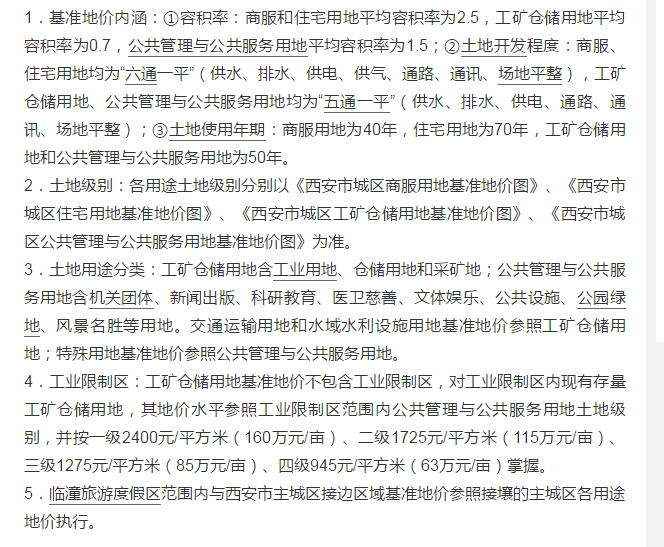 1．基准地价内涵：①容积率：商服和住宅用地平均容积率为2.5，工矿仓储用地平均
容积率为0.7，公共管理与公共服务用地平均容积率为1.5；②土地开发程度：商服、
住宅用地均为“六通一平”（供水、排水、供电、供气、通路、通讯、场地平整），工矿
仓储用地、公共管理与公共服务用地均为“五通一平”（供水、排水、供电、通路、通
讯、场地平整）；③土地使用年期：商服用地为40年，住宅用地为70年，工矿仓储用
地和公共管理与公共服务用地为50年。
2．土地级别：各用途土地级别分别以《西安市城区商服用地基准地价图》、《西安市
城区住宅用地基准地价图》、《西安市城区工矿仓储用地基准地价图》、《西安市城
区公共管理与公共服务用地基准地价图》为准。
3．土地用途分类：工矿仓储用地含工业用地、仓储用地和采矿地；公共管理与公共服
务用地含机关团体、新闻出版、科研教育、医卫慈善、文体娱乐、公共设施、公园绿
地、风景名胜等用地。交通运输用地和水域水利设施用地基准地价参照工矿仓储用
地；特殊用地基准地价参照公共管理与公共服务用地。
4．工业限制区：工矿仓储用地基准地价不包含工业限制区，对工业限制区内现有存量
工矿仓储用地，其地价水平参照工业限制区范围内公共管理与公共服务用地土地级
别，并按一级2400元/平方米（160万元/亩）、二级1725元/平方米（115万元/亩）、
三级1275元/平方米（85万元/亩）、四级945元/平方米（63万元/亩）掌握。
5．临潼旅游度假区范围内与西安市主城区接边区域基准地价参照接壤的主城区各用途
地价执行。